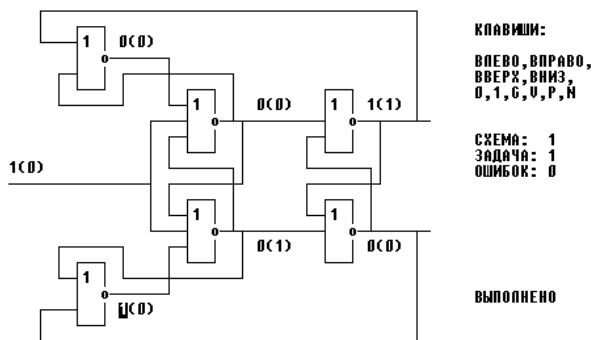 КЛАВИШИ:
1 0(0)
ВЛЕВО,ВПРАВО,
ВВЕРХ,ВНИЗ,
0,1,G,V,P,N
1 0(0) 1 1(1)
СХЕМА: 1
ЗАДАЧА: 1
ОШИБОК: 0
1(0)
1 1
0(1) 0(0)
1
ВЫПОЛНЕНО
1(0)